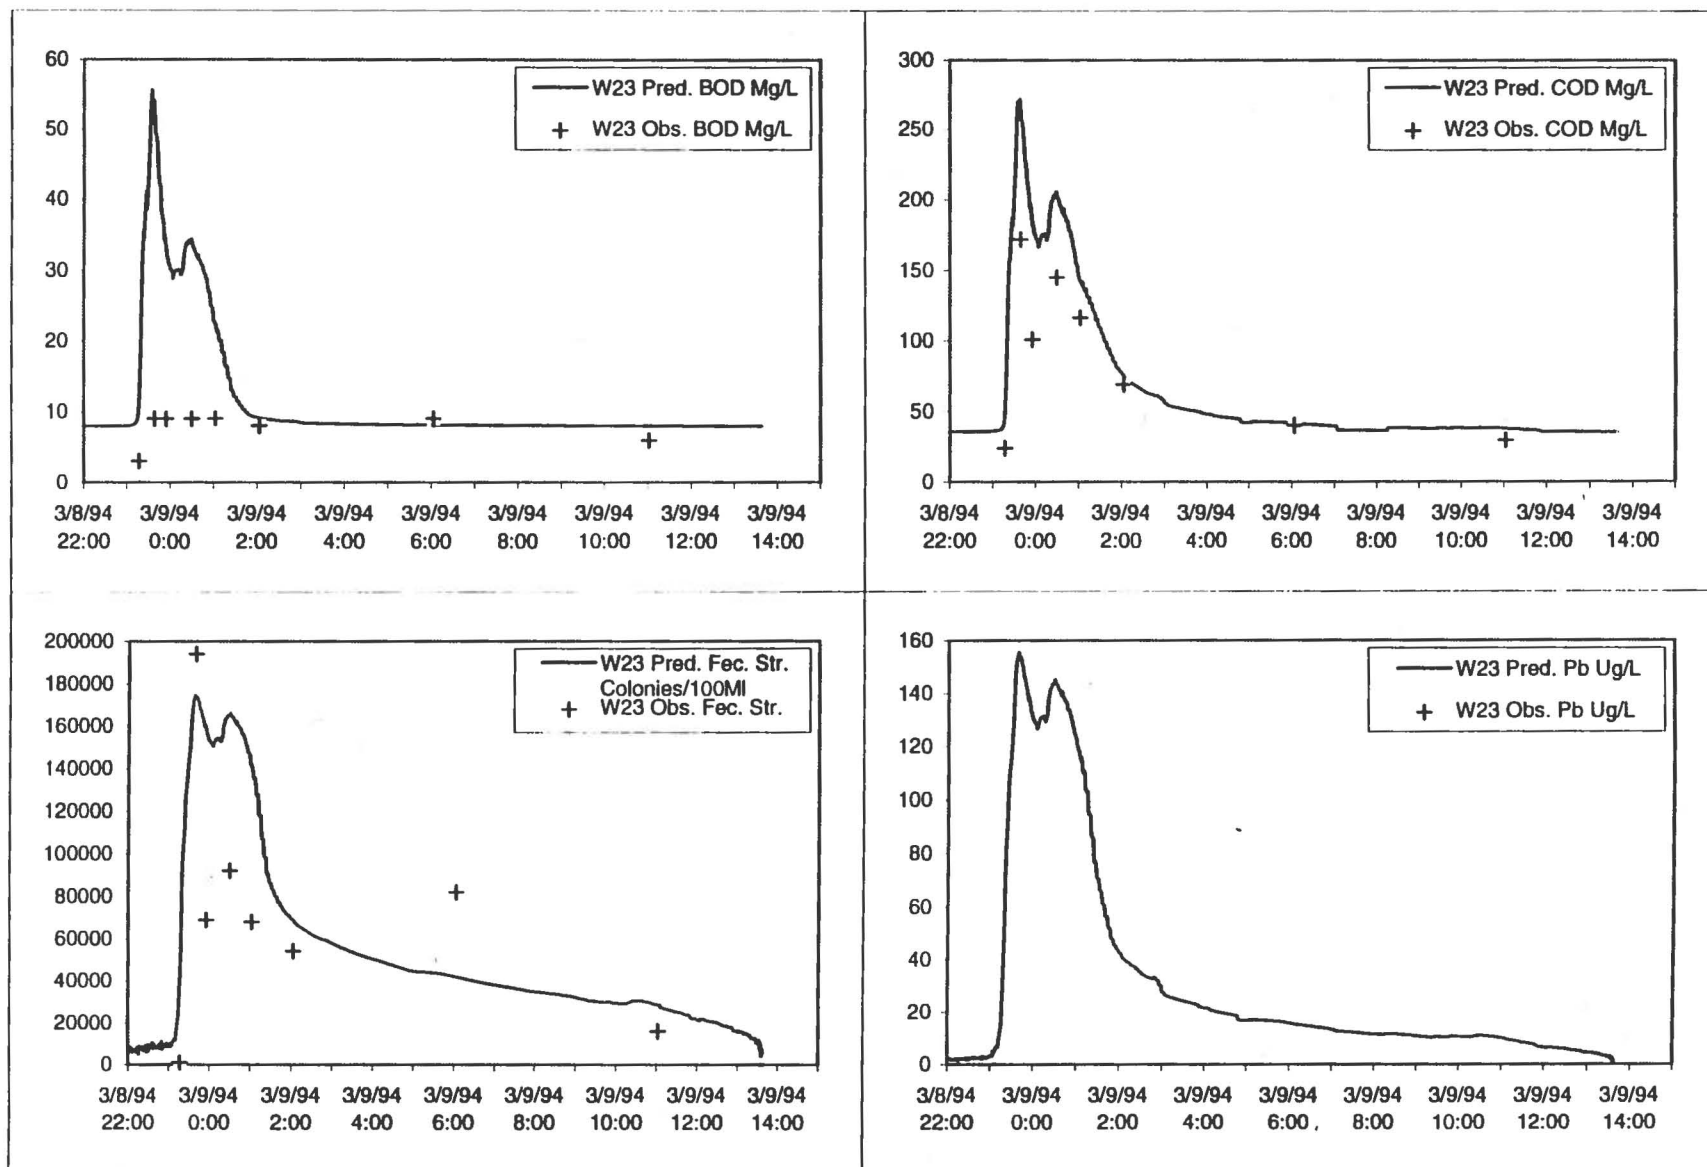 60
50
40
30
20
10
0
W23 Pred. BOD Mg/L
W23 Obs. BOD Mg/L
3/8/94 3/9/94 3/9/94 3/9/94 3/9/94 3/9/94 3/9/94 3/9/94 3/9/94
22:00 0:00 2:00 4:00 6:00 8:00 10:00 12:00 14:00
300
250
200
150
100
50
0
W23 Pred. COD Mg/L
W23 Obs. COD Mg/L
3/8/94 3/9/94 3/9/94 3/9/94 3/9/94 3/9/94 3/9/94 3/9/94 3/9/94
22:00 0:00 2:00 4:00 6:00 8:00 10:00 12:00 14:00
200000
180000
160000
140000
120000
100000
80000
60000
40000
20000
0
W23 Pred. Fec. Str.
Colonies/100Ml
W23 Obs. Fec. Str.
3/8/94 3/9/94 3/9/94 3/9/94 3/9/94 3/9/94 3/9/94 3/9/94 3/9/94
22:00 0:00 2:00 4:00 6:00 8:00 10:00 12:00 14:00
160
140
120
100
80
60
40
20
0
W23 Pred. Pb Ug/L
W23 Obs. Pb Ug/L
3/8/94 3/9/94 3/9/94 3/9/94 3/9/94 3/9/94 3/9/94 3/9/94 3/9/94
22:00 0:00 2:00 4:00 6:00 8:00 10:00 12:00 14:00